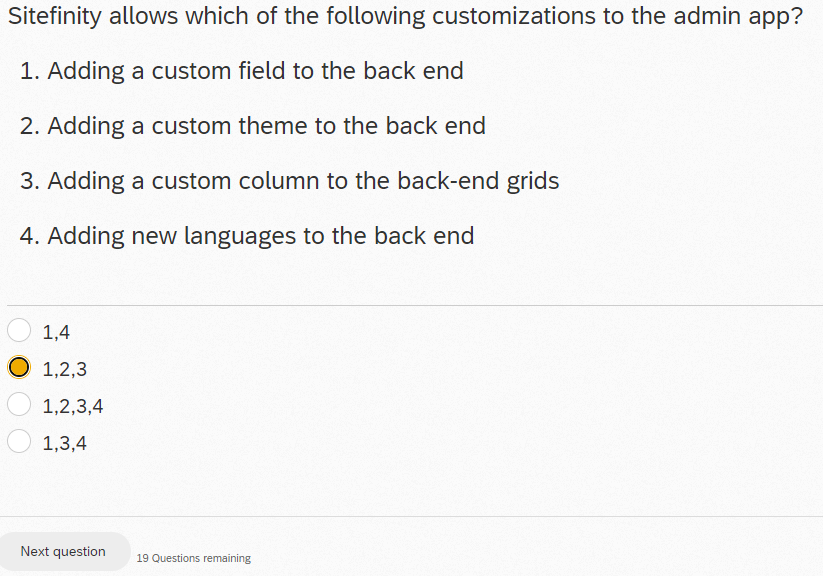 Sitefinity allows which of the following customizations to the admin app?
1. Adding a custom field to the back end
2. Adding a custom theme to the back end
3. Adding a custom column to the back-end grids
4. Adding new languages to the back end
1,4
1,2,3
1,2,3,4
1,3,4
Next question
19 Questions remaining